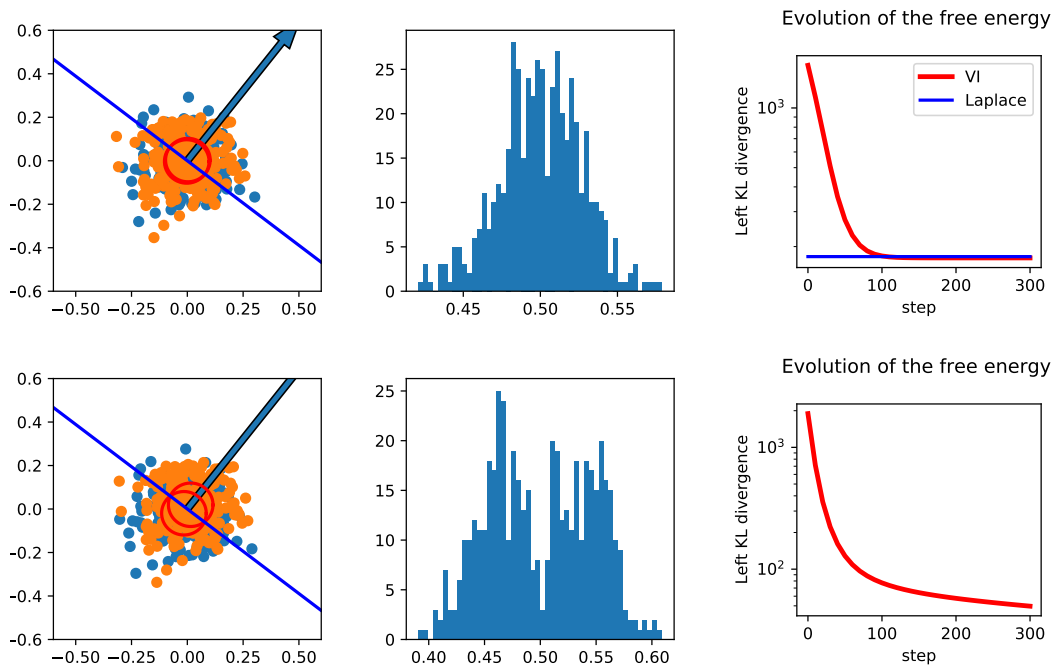 Evolution of the free energy
0.6
0.4
0.2
0.0
−0.2
−0.4
−0.6
−0.50 −0.25 0.00 0.25 0.50
25
20
15
10
5
0
0.45 0.50 0.55
Left KL divergence
10³
VI
Laplace
0 100 200 300
step
Evolution of the free energy
0.6
0.4
0.2
0.0
−0.2
−0.4
−0.6
−0.50 −0.25 0.00 0.25 0.50
25
20
15
10
5
0
0.40 0.45 0.50 0.55 0.60
Left KL divergence
10³
10²
0 100 200 300
step